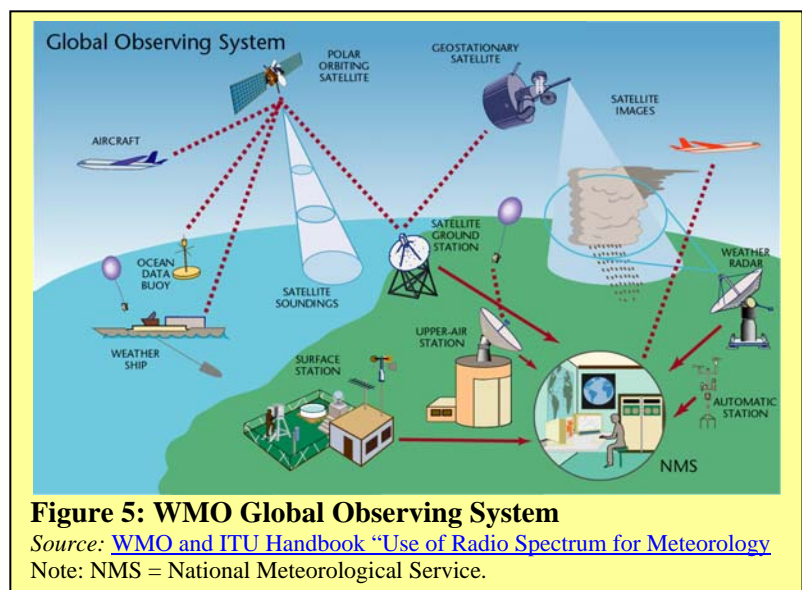 Global Observing System
POLAR
ORBITING
SATELLITE
GEOSTATIONARY
SATELLITE
SATELLITE
IMAGES
AIRCRAFT
OCEAN
DATA
BUOY
SATELLITE
SOUNDINGS
SATELLITE
GROUND
STATION
WEATHER
RADAR
WEATHER
SHIP
SURFACE
STATION
UPPER-AIR
STATION
AUTOMATIC
STATION
NMS
Figure 5: WMO Global Observing System
Source: WMO and ITU Handbook “Use of Radio Spectrum for Meteorology
Note: NMS = National Meteorological Service.